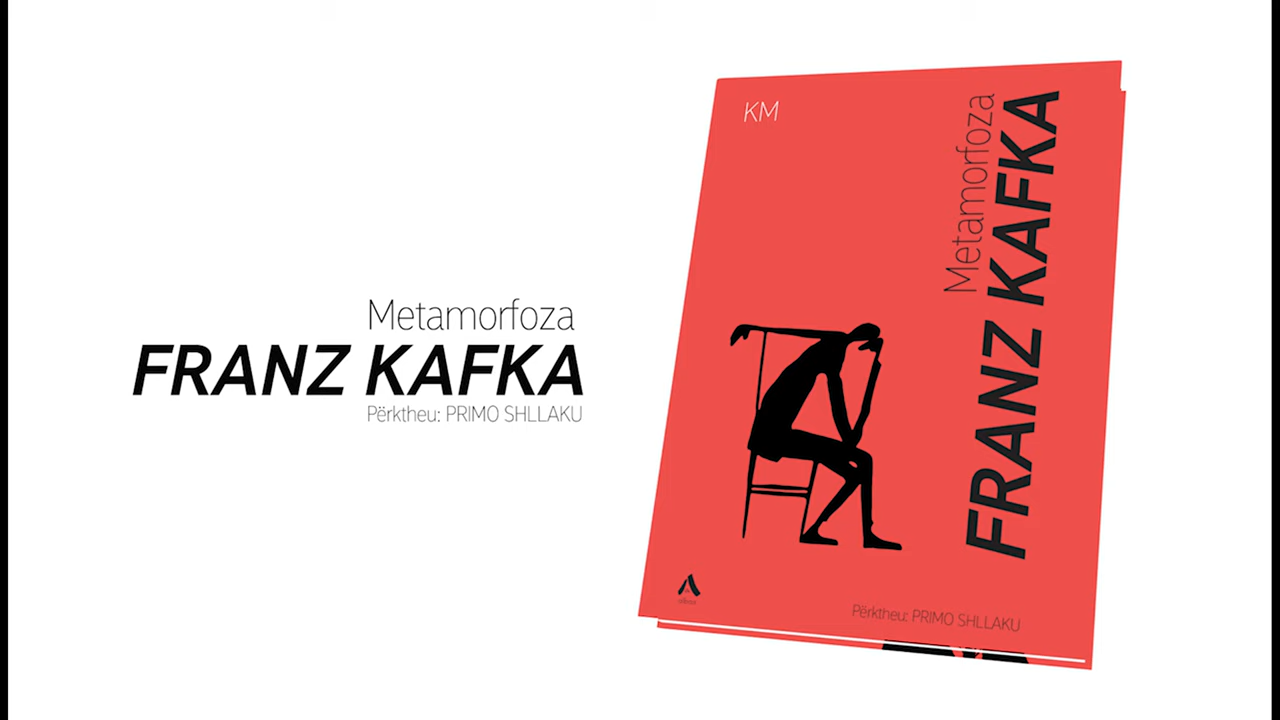 Metamorfoza
FRANZ KAFKA
Përktheu: PRIMO SHLLAKU
KM
Metamorfoza
FRANZ KAFKA
Përktheu: PRIMO SHLLAKU